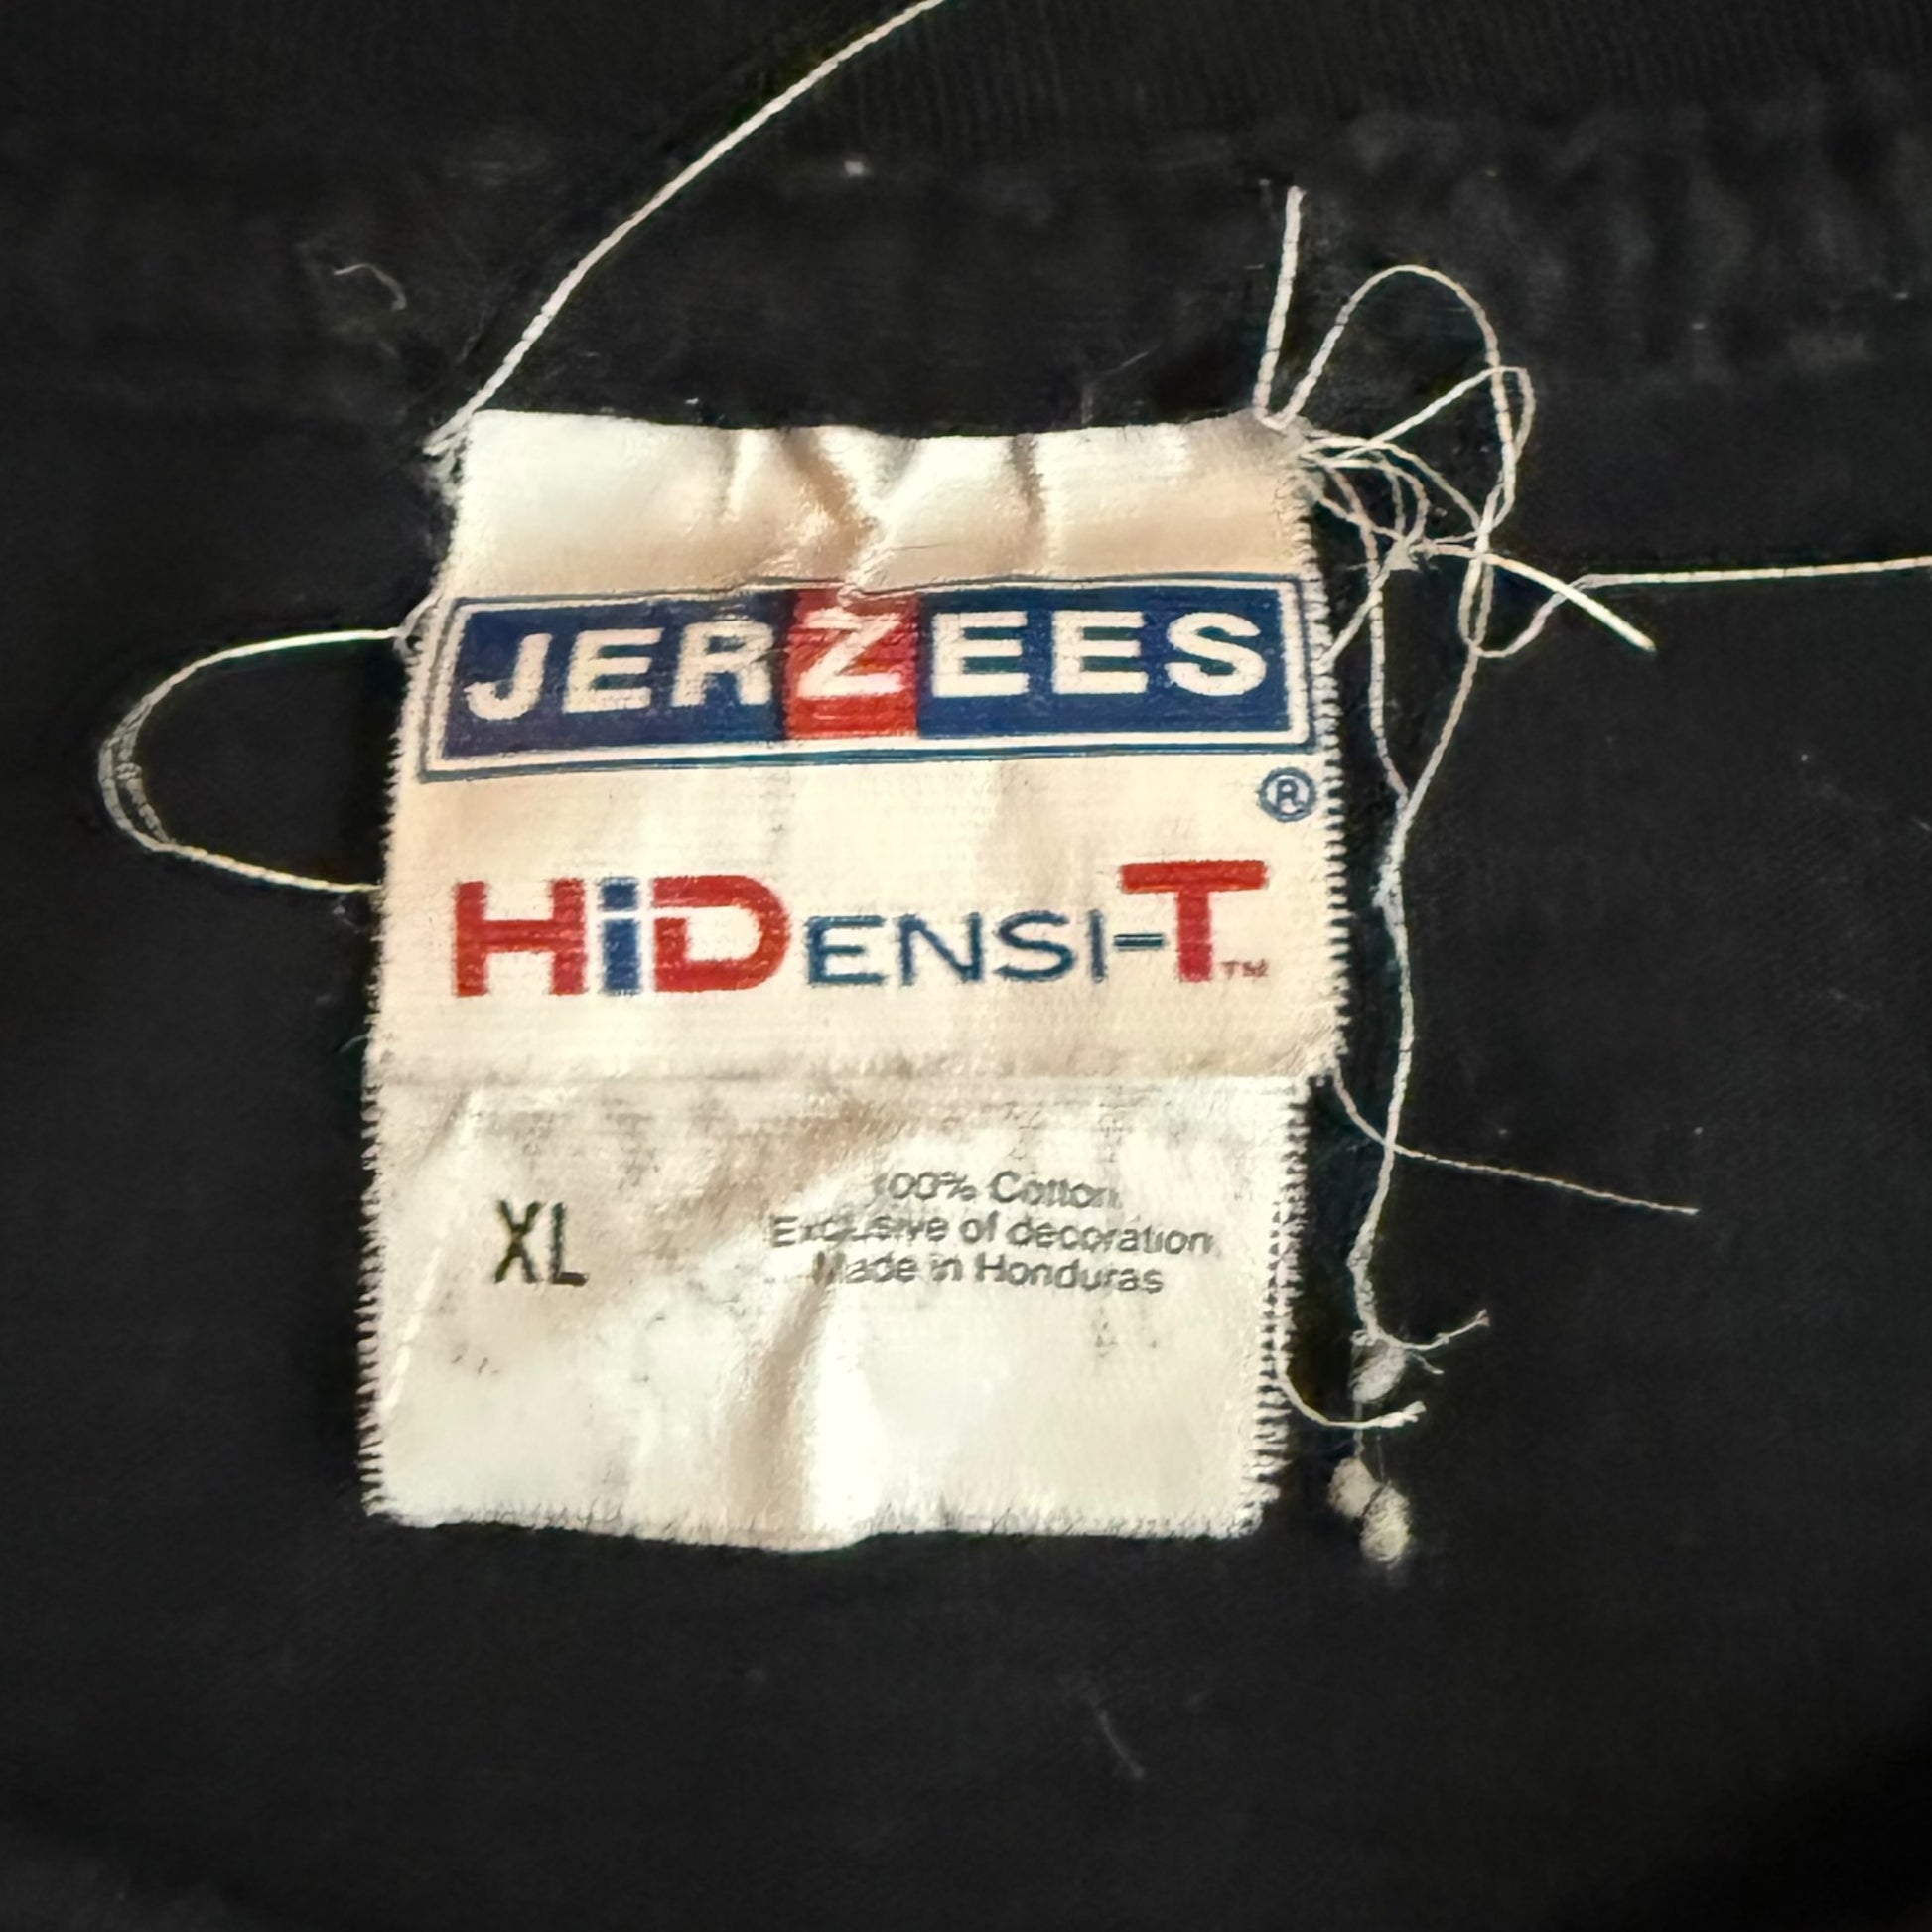 JERZEES
®
HiDENSI-T™
XL
100% Cotton
Exclusive of decoration
Made in Honduras